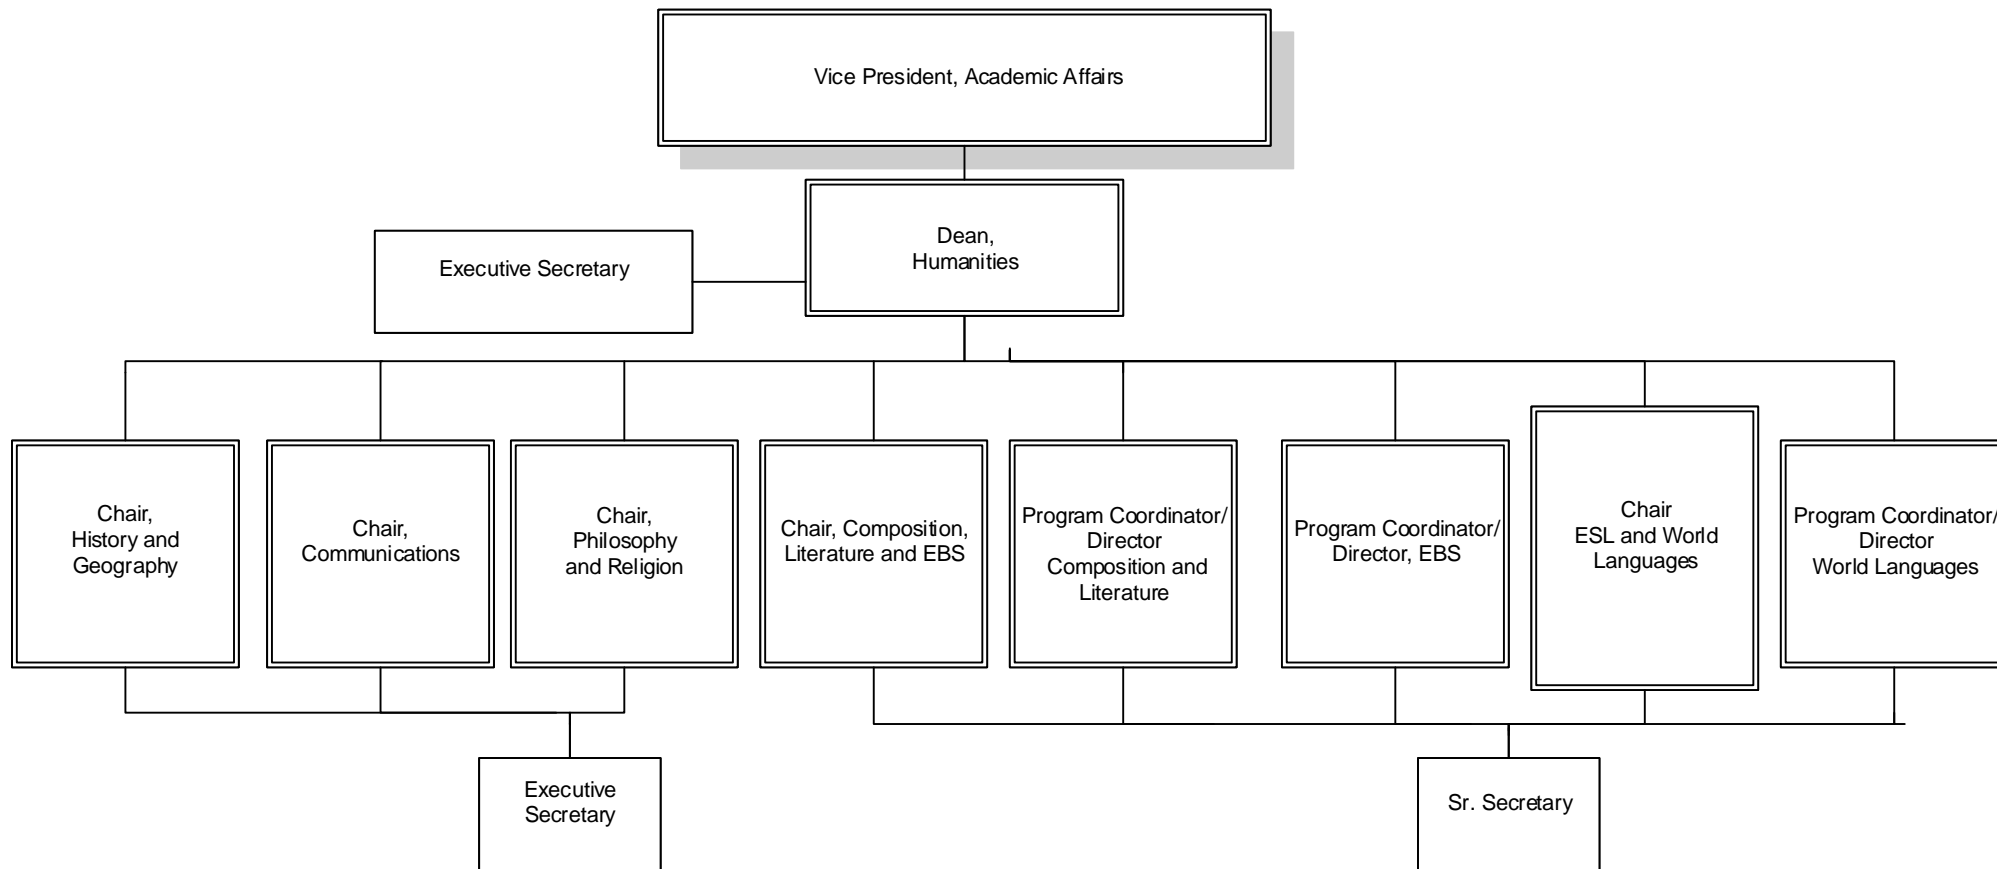 Vice President, Academic Affairs
Dean,
Humanities
Executive Secretary
Chair,
History and
Geography
Chair,
Communications
Chair,
Philosophy
and Religion
Chair, Composition,
Literature and EBS
Program Coordinator/
Director
Composition and
Literature
Program Coordinator/
Director, EBS
Chair
ESL and World
Languages
Program Coordinator/
Director
World Languages
Executive
Secretary
Sr. Secretary